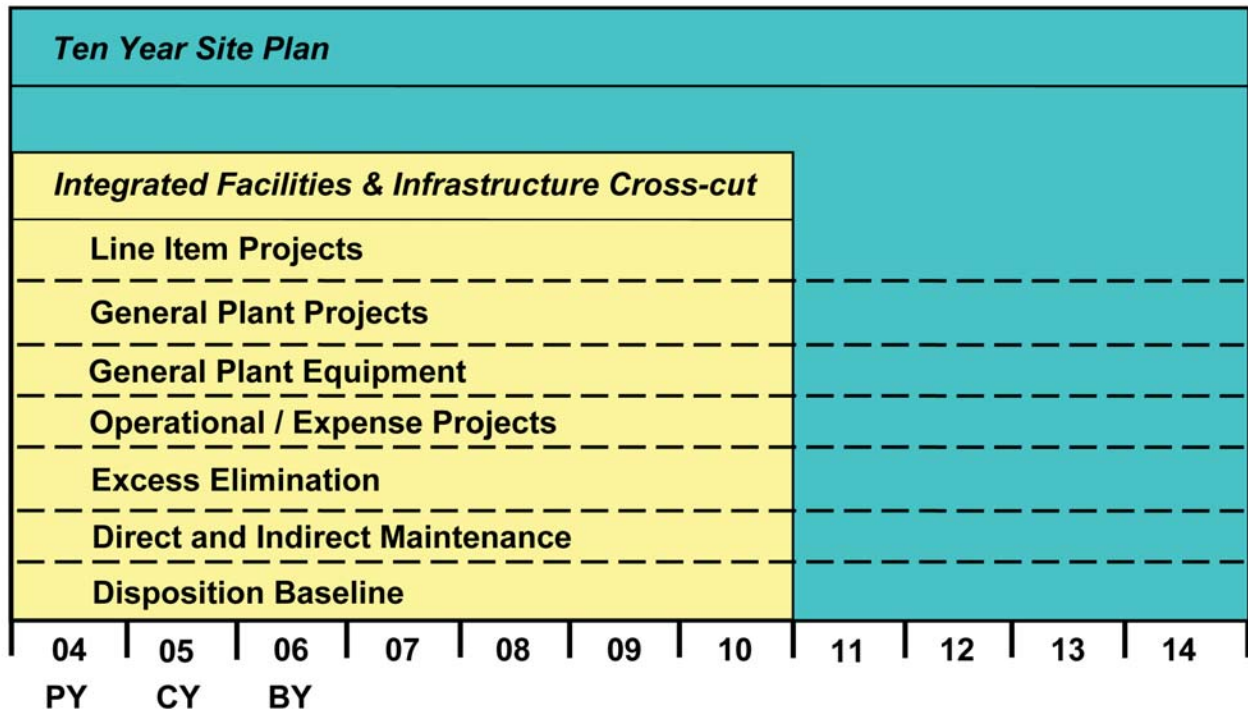 Ten Year Site Plan
Integrated Facilities & Infrastructure Cross-cut
Line Item Projects
General Plant Projects
General Plant Equipment
Operational / Expense Projects
Excess Elimination
Direct and Indirect Maintenance
Disposition Baseline
04 05 06 07 08 09 10 11 12 13 14
PY CY BY